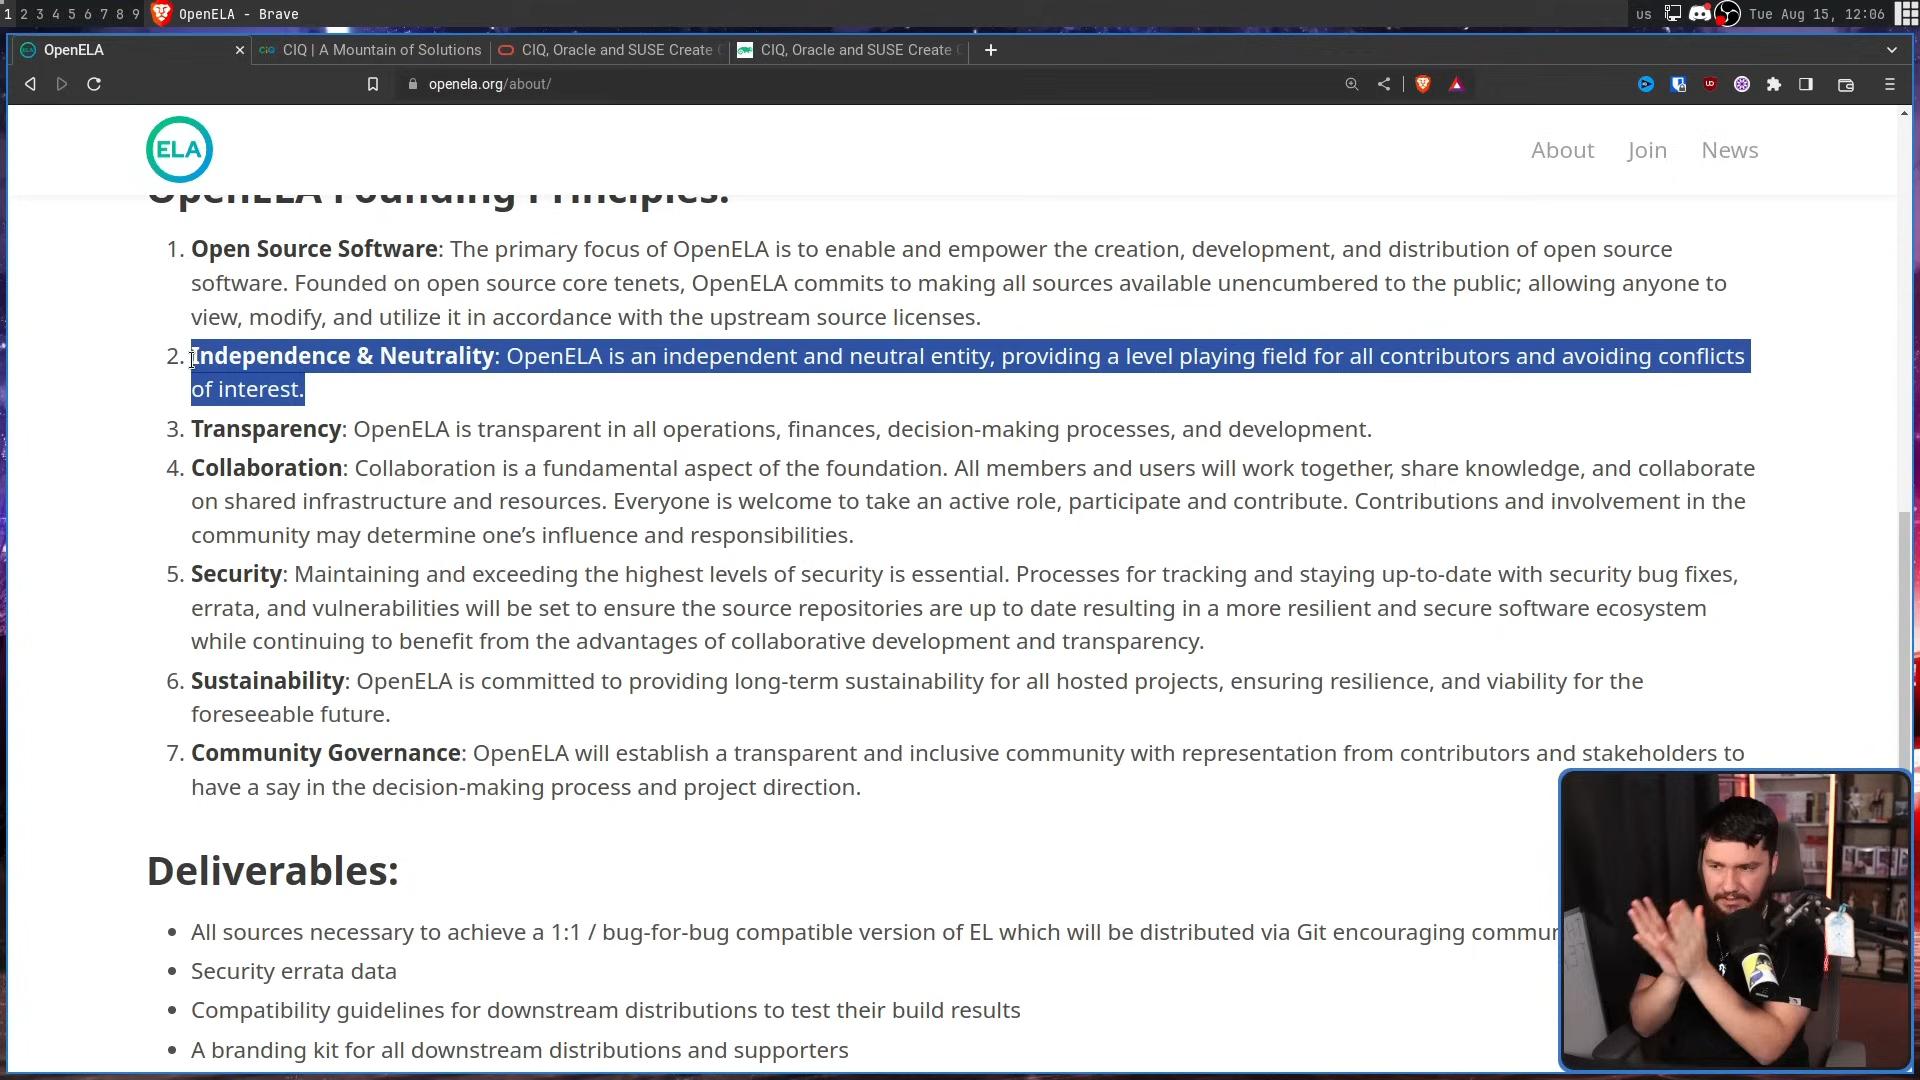 1 2 3 4 5 6 7 8 9 OpenELA - Brave us Tue Aug 15, 12:06
OpenELA CIQ | A Mountain of Solutions CIQ, Oracle and SUSE Create CIQ, Oracle and SUSE Create
openela.org/about/
ELA About Join News
OpenELA Founding Principles:
1. Open Source Software: The primary focus of OpenELA is to enable and empower the creation, development, and distribution of open source
software. Founded on open source core tenets, OpenELA commits to making all sources available unencumbered to the public; allowing anyone to
view, modify, and utilize it in accordance with the upstream source licenses.
2. Independence & Neutrality: OpenELA is an independent and neutral entity, providing a level playing field for all contributors and avoiding conflicts
of interest.
3. Transparency: OpenELA is transparent in all operations, finances, decision-making processes, and development.
4. Collaboration: Collaboration is a fundamental aspect of the foundation. All members and users will work together, share knowledge, and collaborate
on shared infrastructure and resources. Everyone is welcome to take an active role, participate and contribute. Contributions and involvement in the
community may determine one’s influence and responsibilities.
5. Security: Maintaining and exceeding the highest levels of security is essential. Processes for tracking and staying up-to-date with security bug fixes,
errata, and vulnerabilities will be set to ensure the source repositories are up to date resulting in a more resilient and secure software ecosystem
while continuing to benefit from the advantages of collaborative development and transparency.
6. Sustainability: OpenELA is committed to providing long-term sustainability for all hosted projects, ensuring resilience, and viability for the
foreseeable future.
7. Community Governance: OpenELA will establish a transparent and inclusive community with representation from contributors and stakeholders to
have a say in the decision-making process and project direction.
Deliverables:
• All sources necessary to achieve a 1:1 / bug-for-bug compatible version of EL which will be distributed via Git encouraging commun
• Security errata data
• Compatibility guidelines for downstream distributions to test their build results
• A branding kit for all downstream distributions and supporters